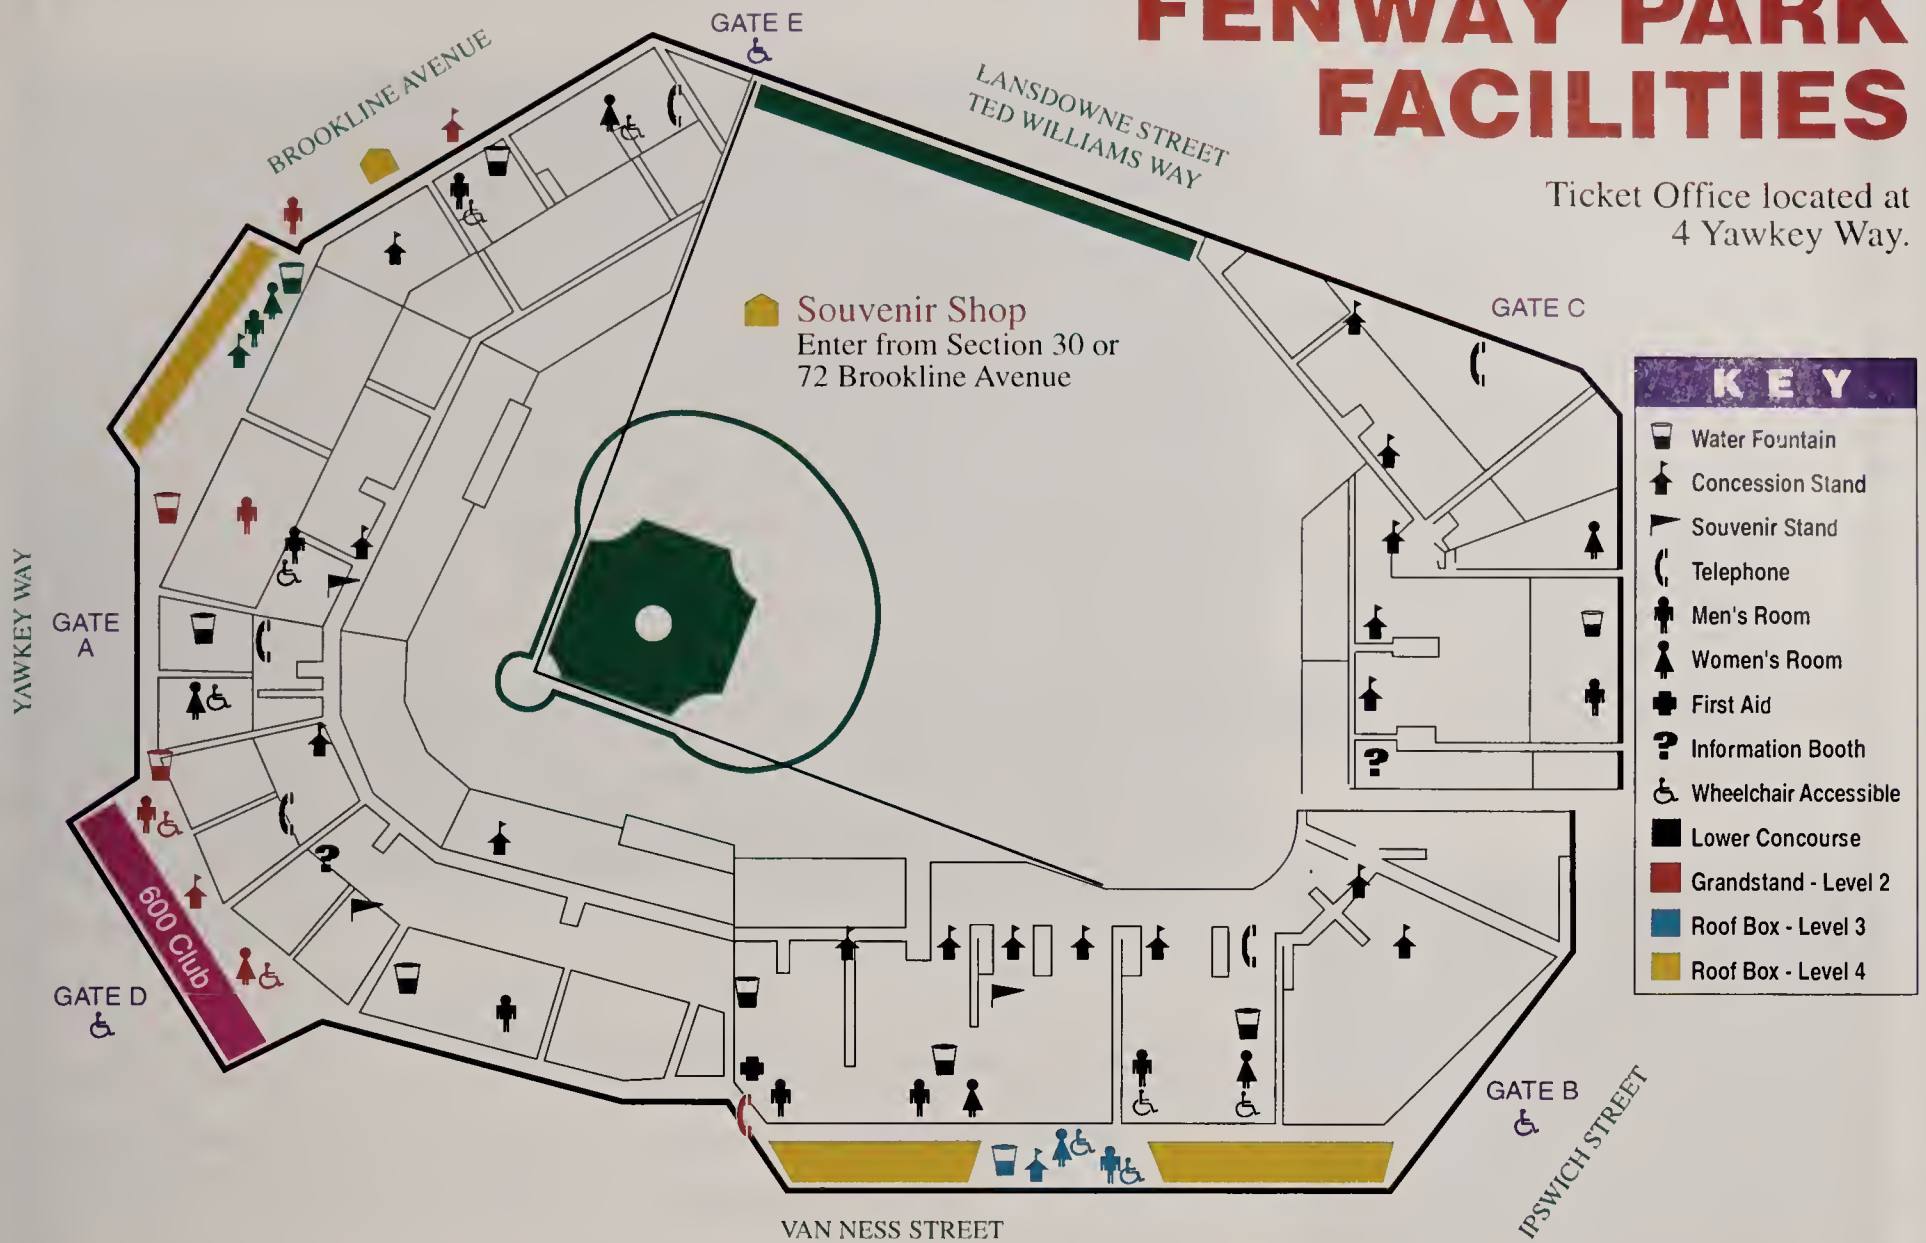 FENWAY PARK
FACILITIES
Ticket Office located at
4 Yawkey Way.
GATE E
BROOKLINE AVENUE
LANSDOWNE STREET
TED WILLIAMS WAY
Souvenir Shop
Enter from Section 30 or
72 Brookline Avenue
GATE C
KEY
Water Fountain
Concession Stand
Souvenir Stand
Telephone
Men's Room
Women's Room
First Aid
? Information Booth
Wheelchair Accessible
Lower Concourse
Grandstand - Level 2
Roof Box - Level 3
Roof Box - Level 4
YAWKEY WAY
GATE
A
?
?
600 Club
GATE D
GATE B
IPSWICH STREET
VAN NESS STREET